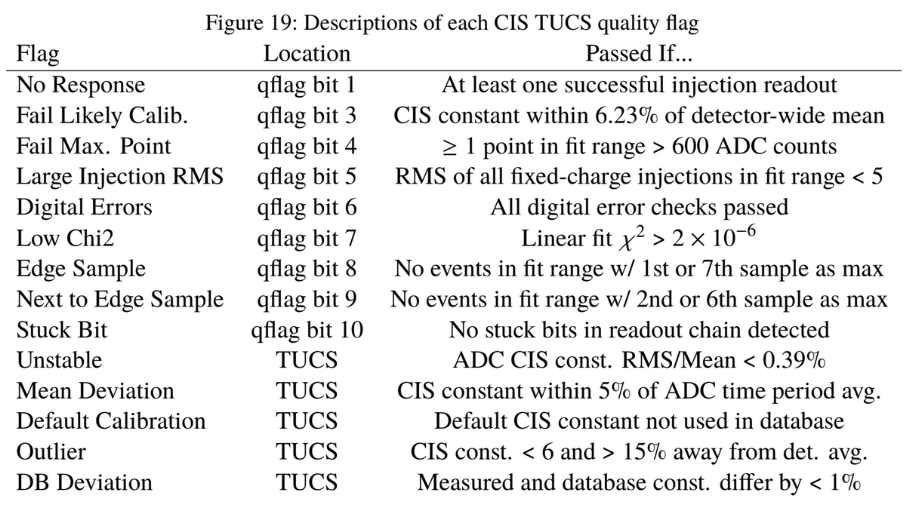 Figure 19: Descriptions of each CIS TUCS quality flag
Flag Location Passed If...
No Response qflag bit 1 At least one successful injection readout
Fail Likely Calib. qflag bit 3 CIS constant within 6.23% of detector-wide mean
Fail Max. Point qflag bit 4 ≥ 1 point in fit range > 600 ADC counts
Large Injection RMS qflag bit 5 RMS of all fixed-charge injections in fit range < 5
Digital Errors qflag bit 6 All digital error checks passed
Low Chi2 qflag bit 7 Linear fit χ² > 2 × 10⁻⁶
Edge Sample qflag bit 8 No events in fit range w/ 1st or 7th sample as max
Next to Edge Sample qflag bit 9 No events in fit range w/ 2nd or 6th sample as max
Stuck Bit qflag bit 10 No stuck bits in readout chain detected
Unstable TUCS ADC CIS const. RMS/Mean < 0.39%
Mean Deviation TUCS CIS constant within 5% of ADC time period avg.
Default Calibration TUCS Default CIS constant not used in database
Outlier TUCS CIS const. < 6 and > 15% away from det. avg.
DB Deviation TUCS Measured and database const. differ by < 1%